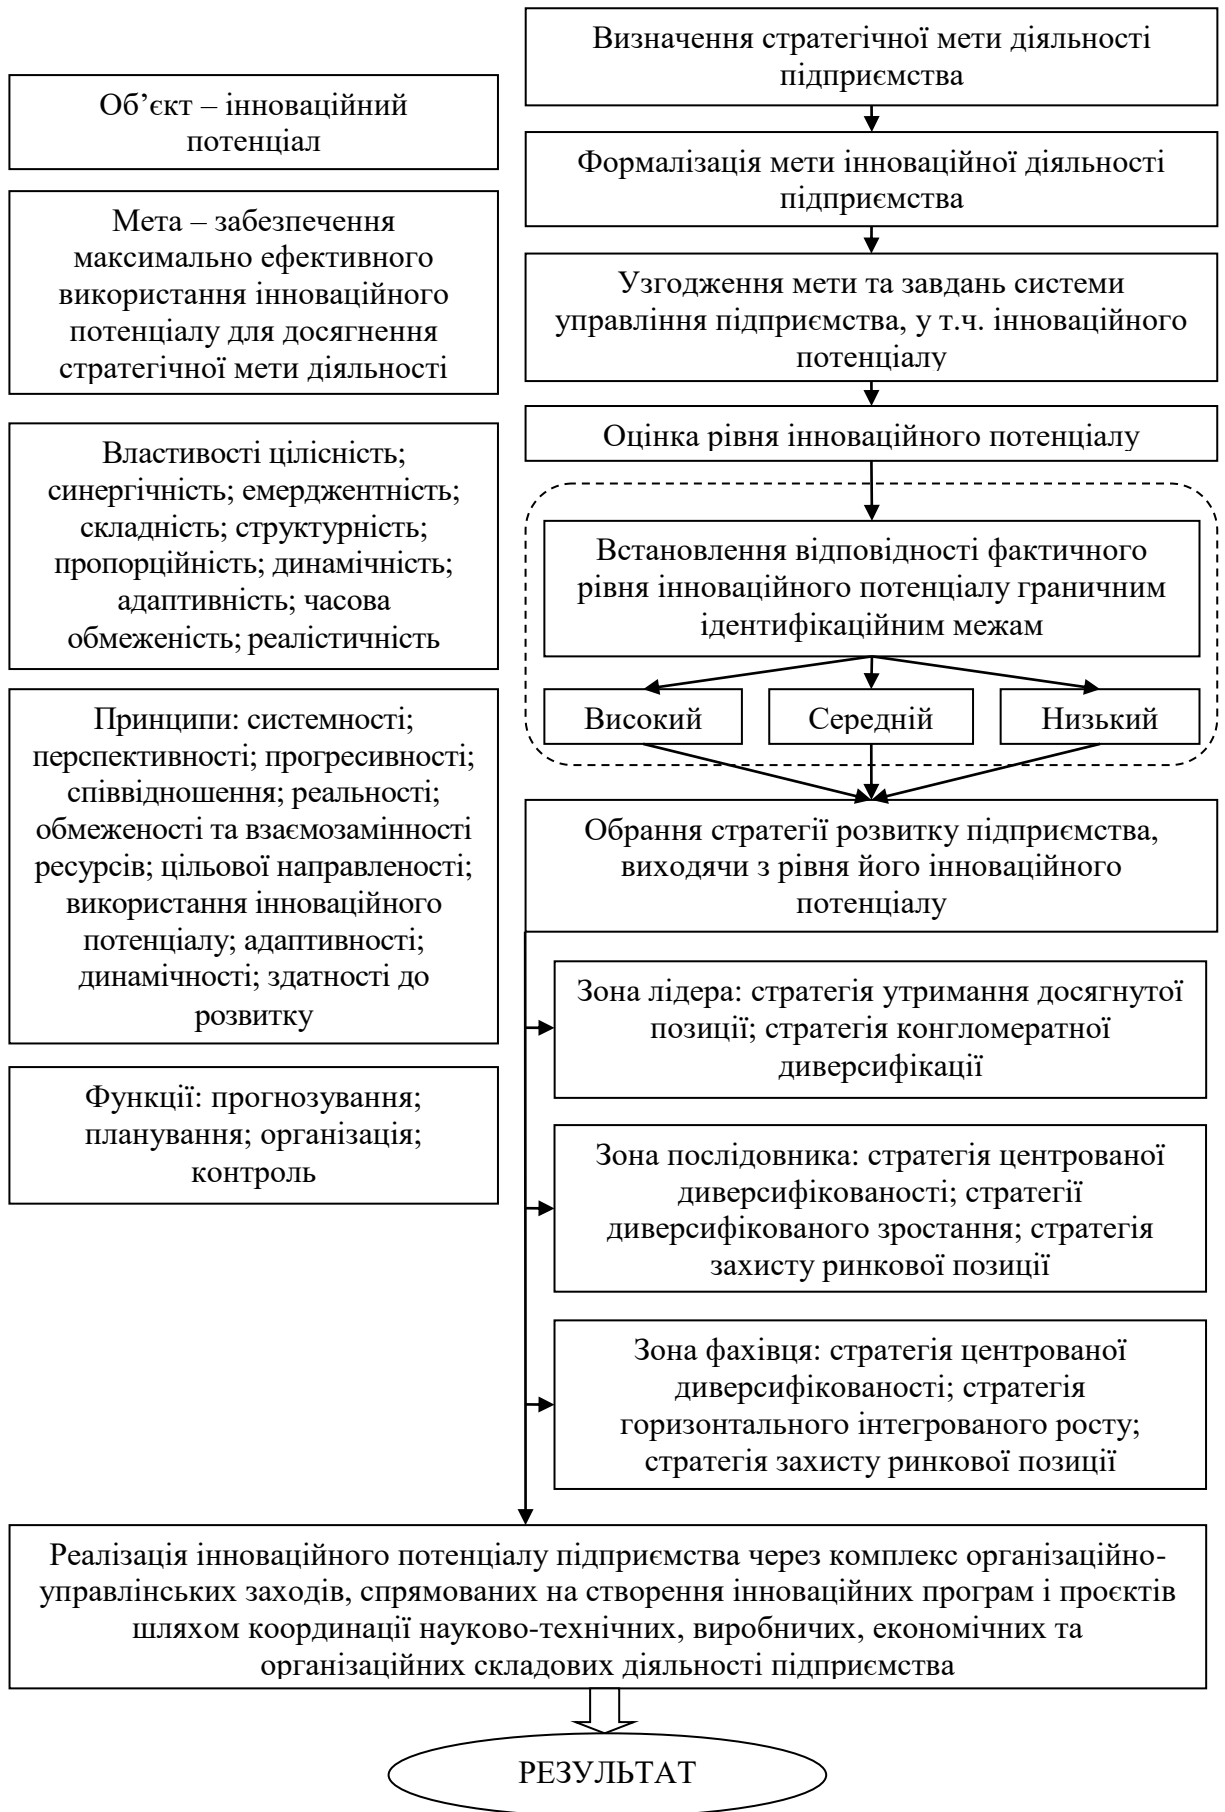 Визначення стратегічної мети діяльності
підприємства
Об’єкт – інноваційний
потенціал
Формалізація мети інноваційної діяльності
підприємства
Мета – забезпечення
максимально ефективного
використання інноваційного
потенціалу для досягнення
стратегічної мети діяльності
Узгодження мети та завдань системи
управління підприємства, у т.ч. інноваційного
потенціалу
Оцінка рівня інноваційного потенціалу
Властивості цілісність;
синергічність; емерджентність;
складність; структурність;
пропорційність; динамічність;
адаптивність; часова
обмеженість; реалістичність
Встановлення відповідності фактичного
рівня інноваційного потенціалу граничним
ідентифікаційним межам
Високий
Середній
Низький
Принципи: системності;
перспективності; прогресивності;
співвідношення; реальності;
обмеженості та взаємозамінності
ресурсів; цільової направленості;
використання інноваційного
потенціалу; адаптивності;
динамічності; здатності до
розвитку
Обрання стратегії розвитку підприємства,
виходячи з рівня його інноваційного
потенціалу
Зона лідера: стратегія утримання досягнутої
позиції; стратегія конгломератної
диверсифікації
Функції: прогнозування;
планування; організація;
контроль
Зона послідовника: стратегія центрованої
диверсифікованості; стратегії
диверсифікованого зростання; стратегія
захисту ринкової позиції
Зона фахівця: стратегія центрованої
диверсифікованості; стратегія
горизонтального інтегрованого росту;
стратегія захисту ринкової позиції
Реалізація інноваційного потенціалу підприємства через комплекс організаційно-
управлінських заходів, спрямованих на створення інноваційних програм і проєктів
шляхом координації науково-технічних, виробничих, економічних та
організаційних складових діяльності підприємства
РЕЗУЛЬТАТ